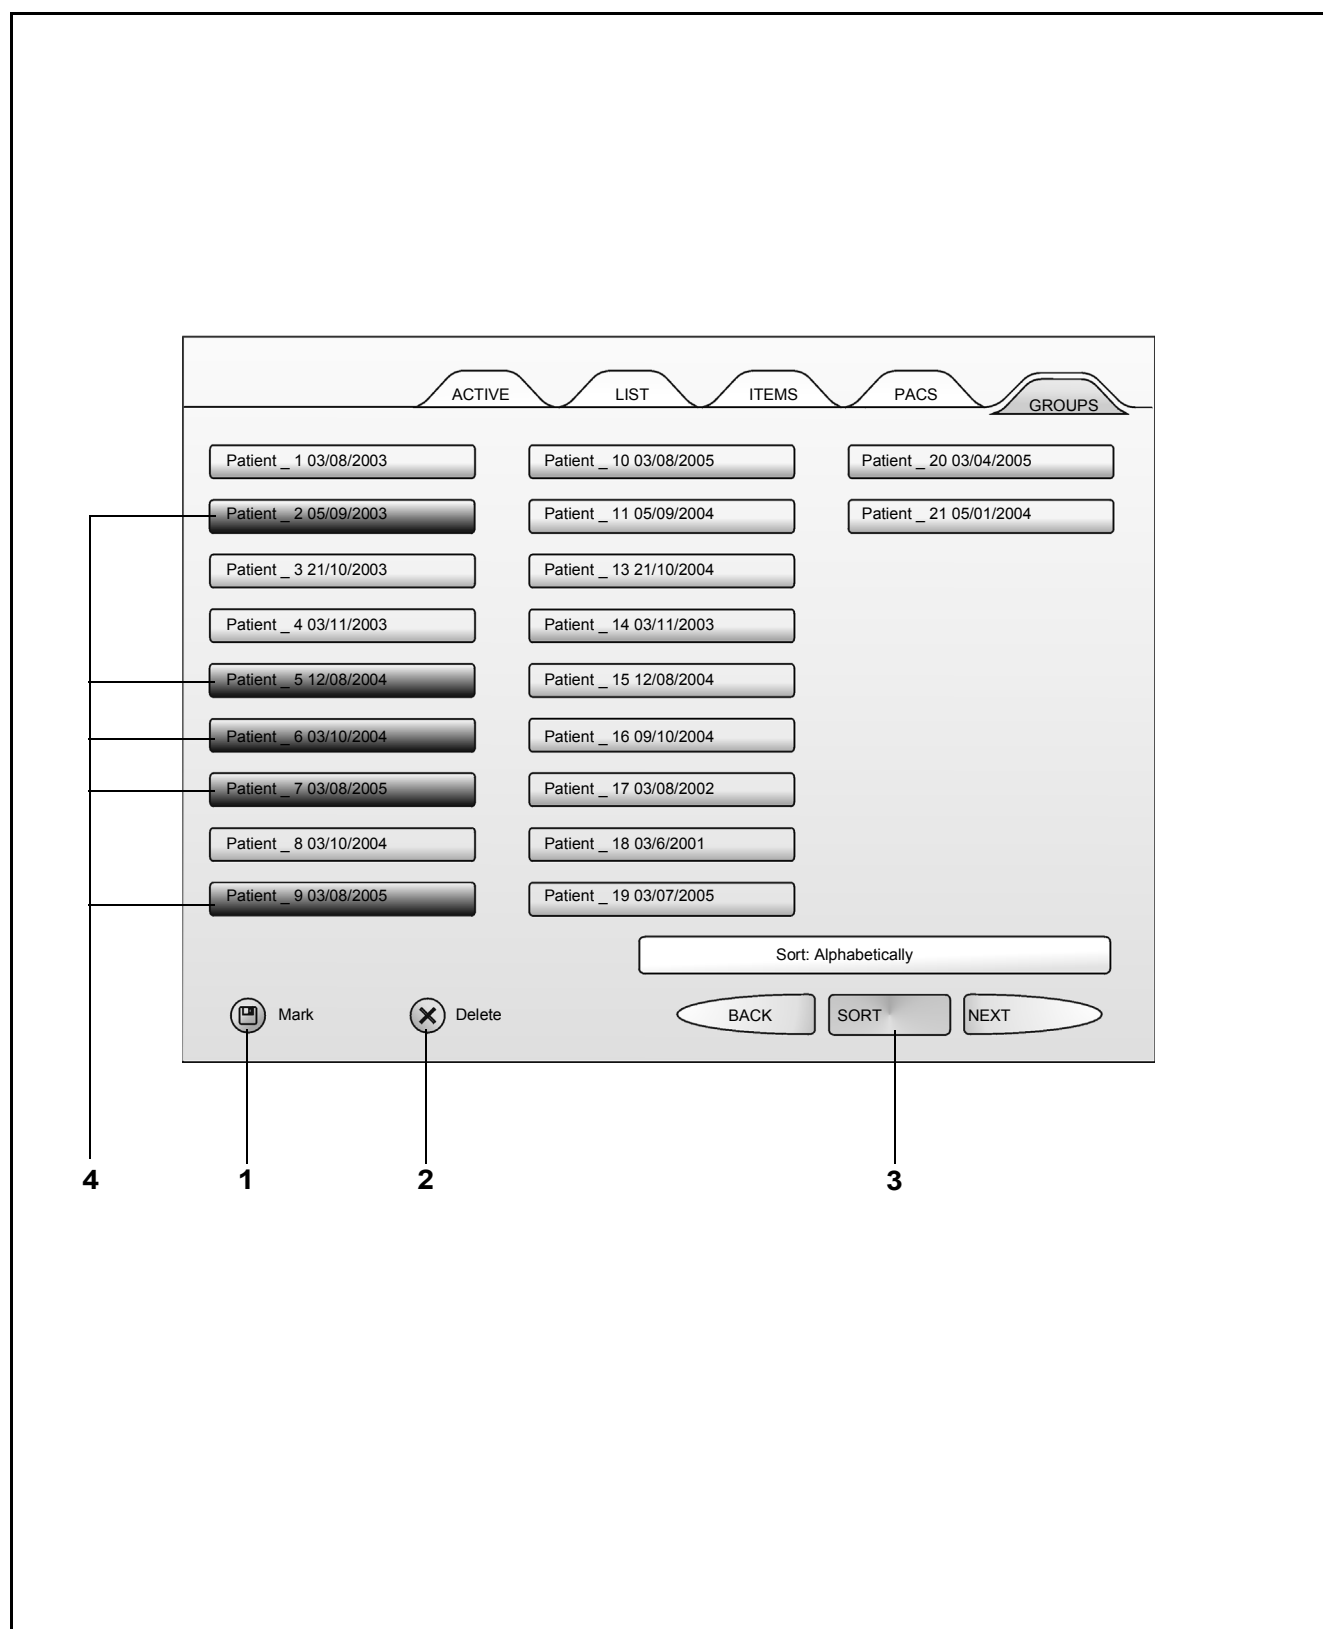 ACTIVE LIST ITEMS PACS GROUPS
Patient _ 1 03/08/2003
Patient _ 2 05/09/2003
Patient _ 3 21/10/2003
Patient _ 4 03/11/2003
Patient _ 5 12/08/2004
Patient _ 6 03/10/2004
Patient _ 7 03/08/2005
Patient _ 8 03/10/2004
Patient _ 9 03/08/2005
Patient _ 10 03/08/2005
Patient _ 11 05/09/2004
Patient _ 13 21/10/2004
Patient _ 14 03/11/2003
Patient _ 15 12/08/2004
Patient _ 16 09/10/2004
Patient _ 17 03/08/2002
Patient _ 18 03/6/2001
Patient _ 19 03/07/2005
Patient _ 20 03/04/2005
Patient _ 21 05/01/2004
Sort: Alphabetically
Mark Delete BACK SORT NEXT
4 1 2 3